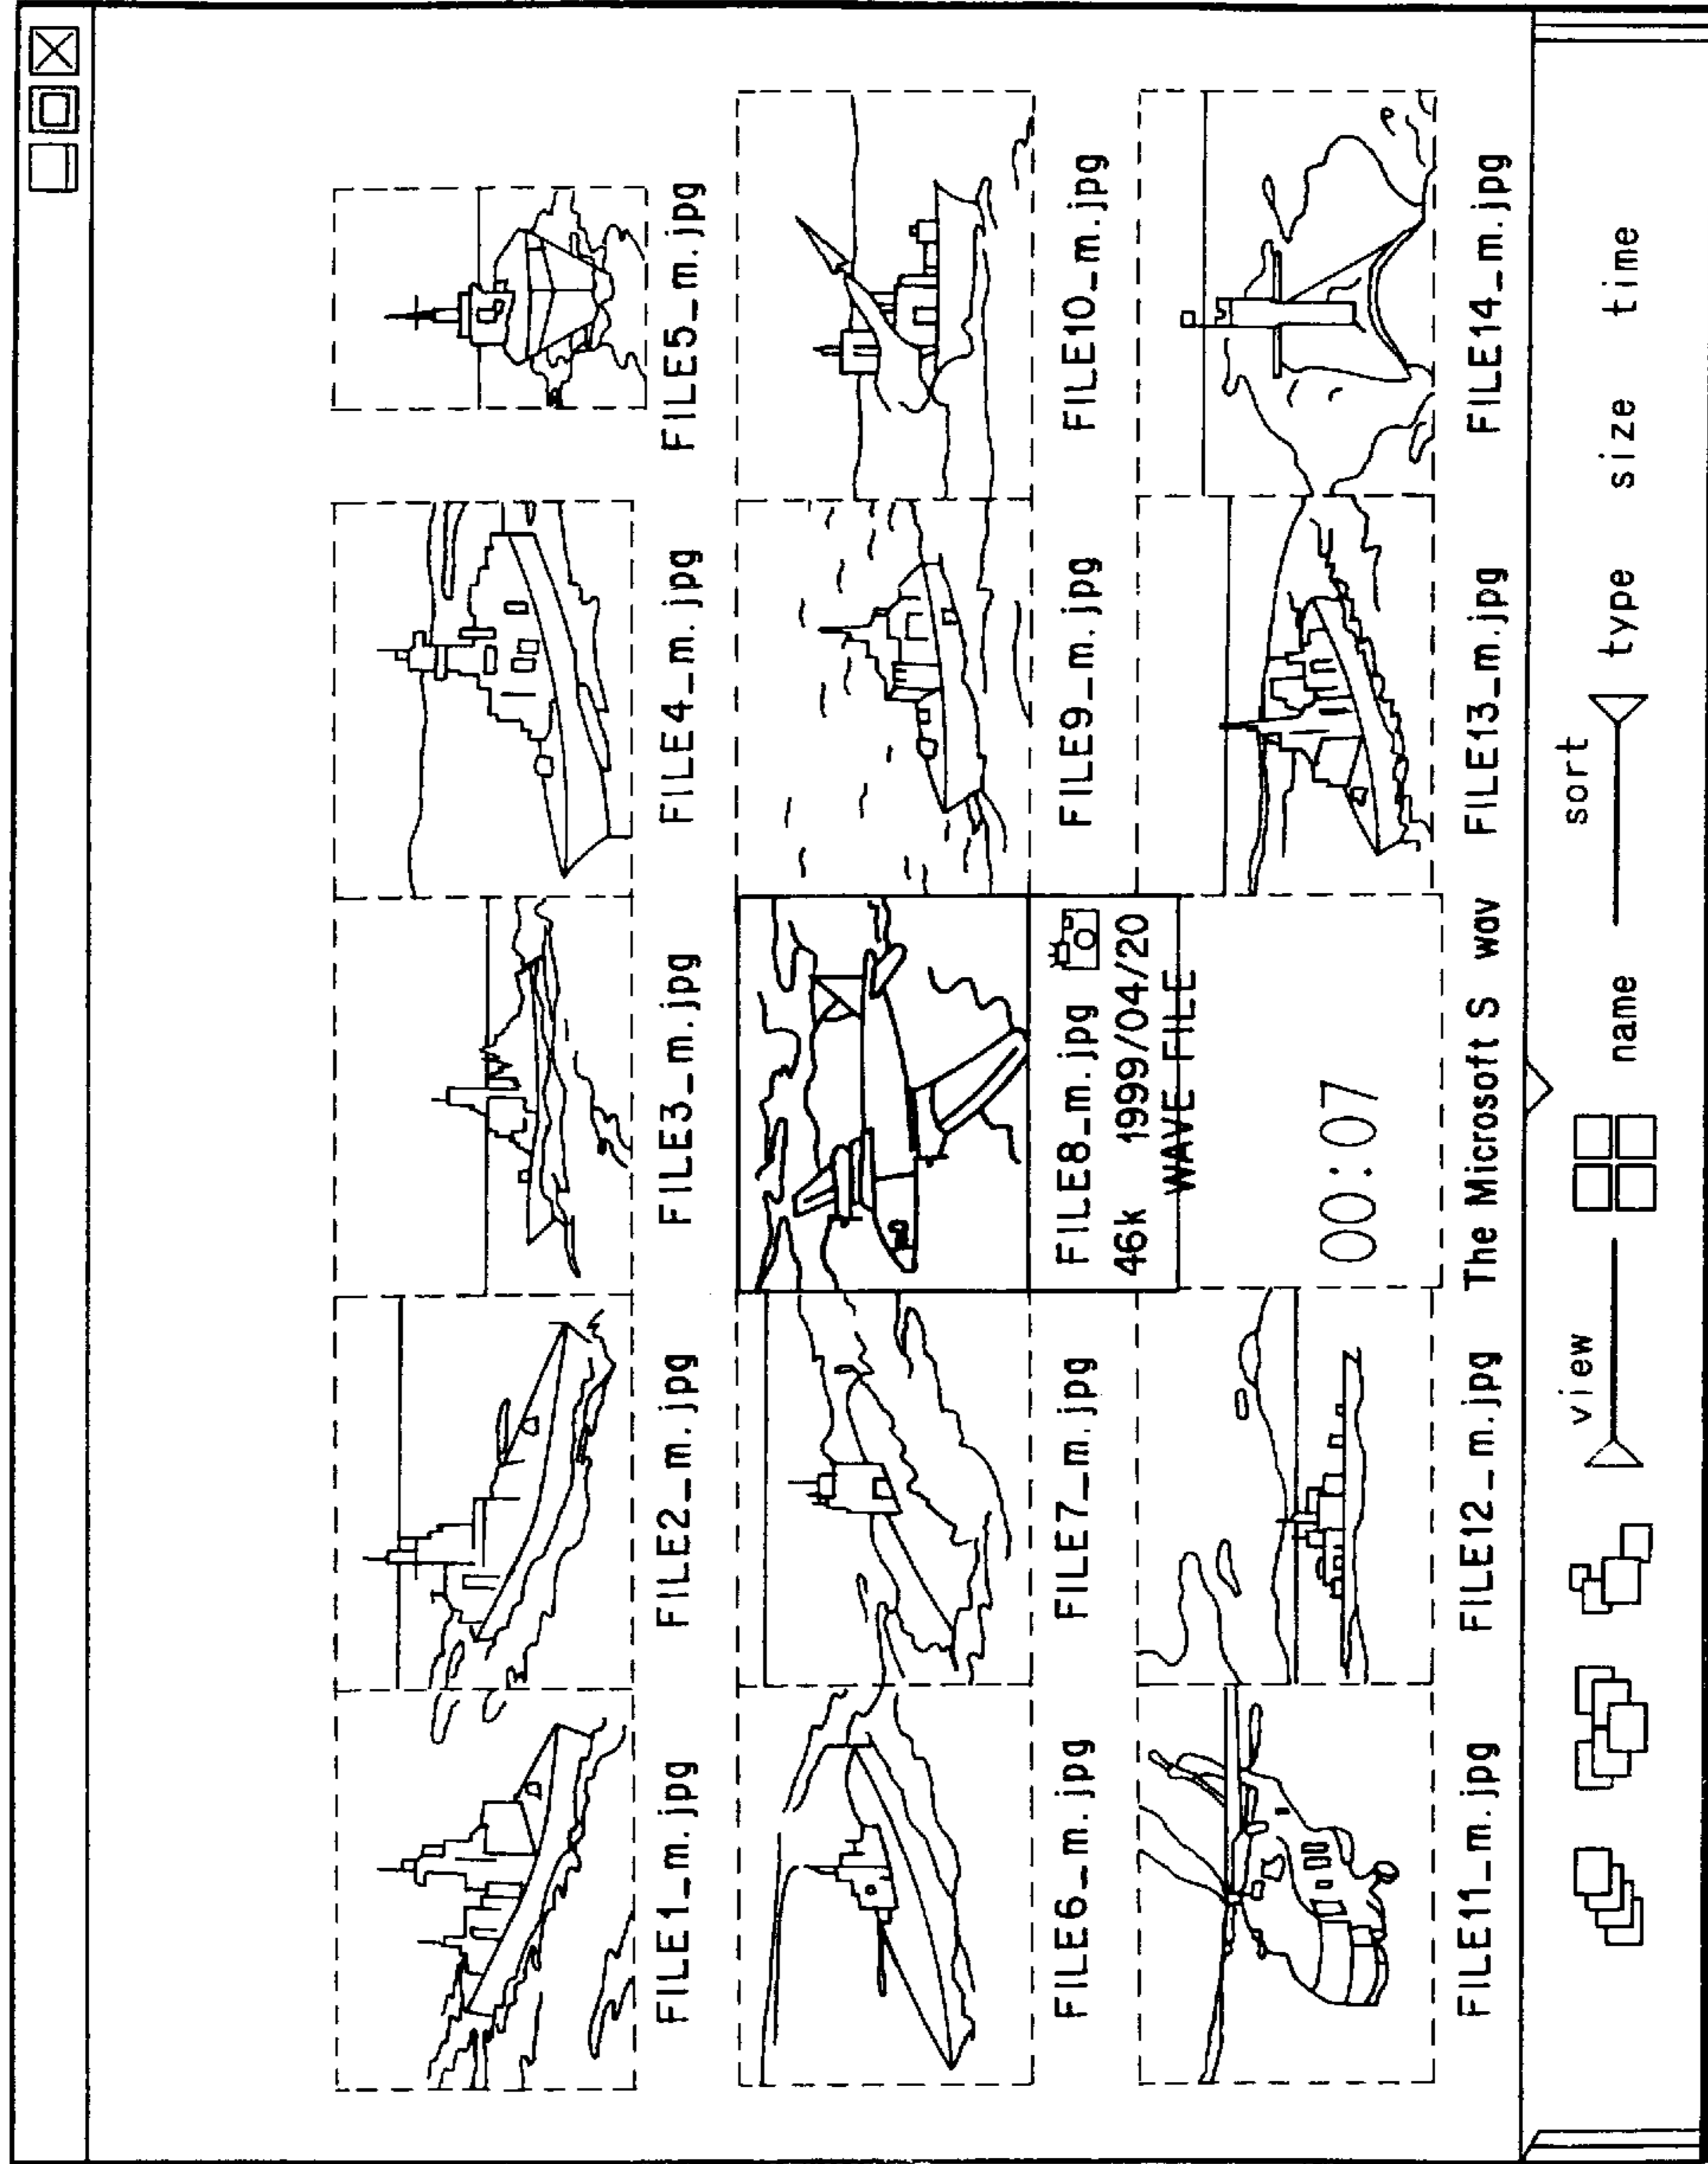 FILE1_m.jpg FILE2_m.jpg FILE3_m.jpg FILE4_m.jpg FILE5_m.jpg
FILE6_m.jpg FILE7_m.jpg FILE8_m.jpg FILE9_m.jpg FILE10_m.jpg
46k 1999/04/20
WAVE FILE
00:07
FILE11_m.jpg FILE12_m.jpg The Microsoft S wav FILE13_m.jpg FILE14_m.jpg
view sort
name type size time